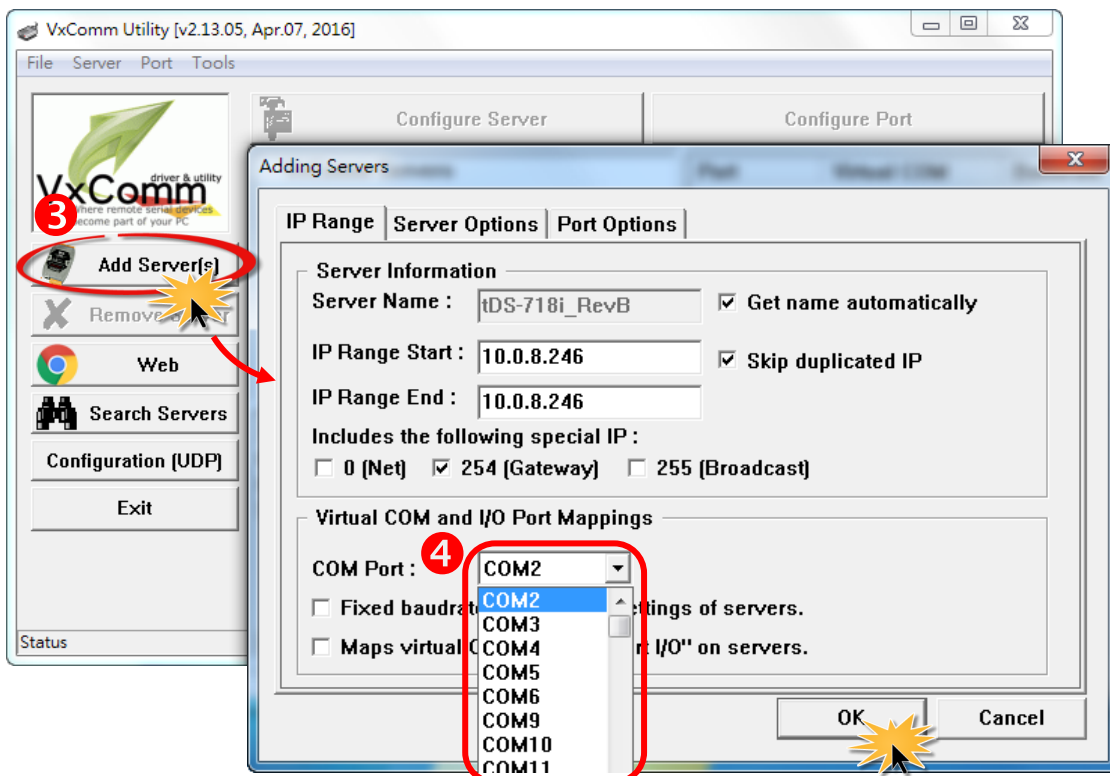 VxComm Utility [v2.13.05, Apr.07, 2016]
File Server Port Tools
Configure Server Configure Port
driver & utility
VxComm
Where remote serial devices
become part of your PC
3
Add Server(s)
Remove
Web
Search Servers
Configuration (UDP)
Exit
Status
Adding Servers
IP Range Server Options Port Options
Server Information
Server Name : tDS-718i_RevB Get name automatically
IP Range Start : 10.0.8.246 Skip duplicated IP
IP Range End : 10.0.8.246
Includes the following special IP :
0 (Net) 254 (Gateway) 255 (Broadcast)
Virtual COM and I/O Port Mappings
4
COM Port : COM2
Fixed baudrate ttings of servers.
Maps virtual I/O" on servers.
COM2
COM3
COM4
COM5
COM6
COM9
COM10
COM11
OK Cancel